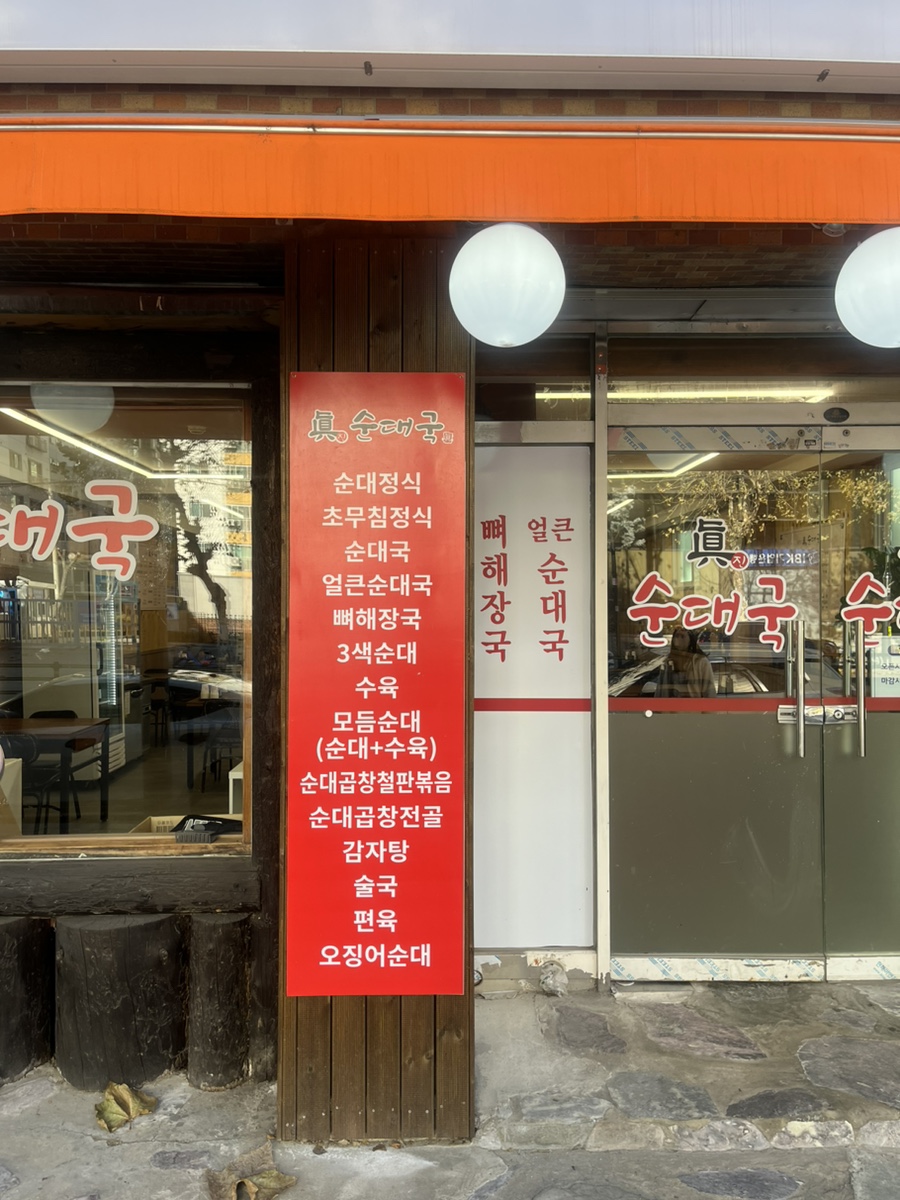 대국
眞 순대국
순대정식
초무침정식
순대국
얼큰순대국
뼈해장국
3색순대
수육
모듬순대
(순대+수육)
순대곱창철판볶음
순대곱창전골
감자탕
술국
편육
오징어순대
뼈해장국
얼큰 순대국
眞
순대국